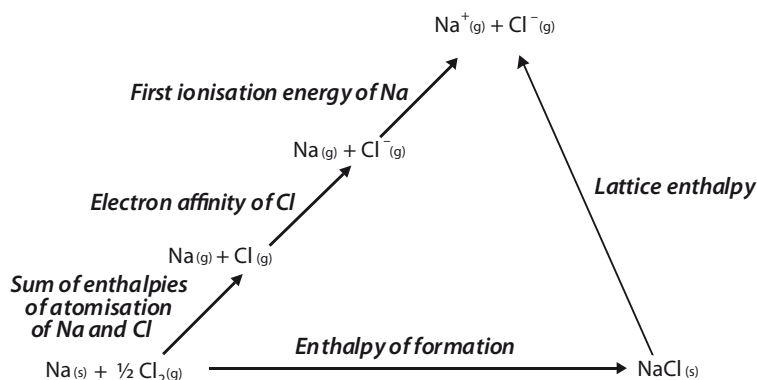 Na⁺(g) + Cl⁻(g)
First ionisation energy of Na
Na(g) + Cl⁻(g)
Electron affinity of Cl
Lattice enthalpy
Na(g) + Cl(g)
Sum of enthalpies
of atomisation
of Na and Cl
Enthalpy of formation
Na(s) + ½ Cl₂(g)
NaCl(s)